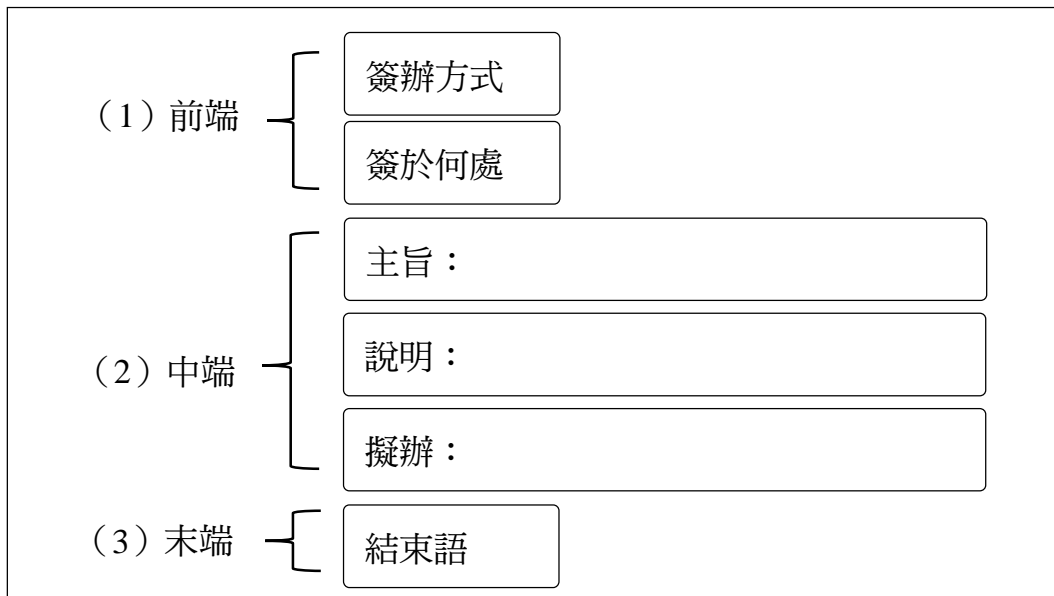 (1)前端
簽辦方式
簽於何處
(2)中端
主旨：
說明：
擬辦：
(3)末端
結束語